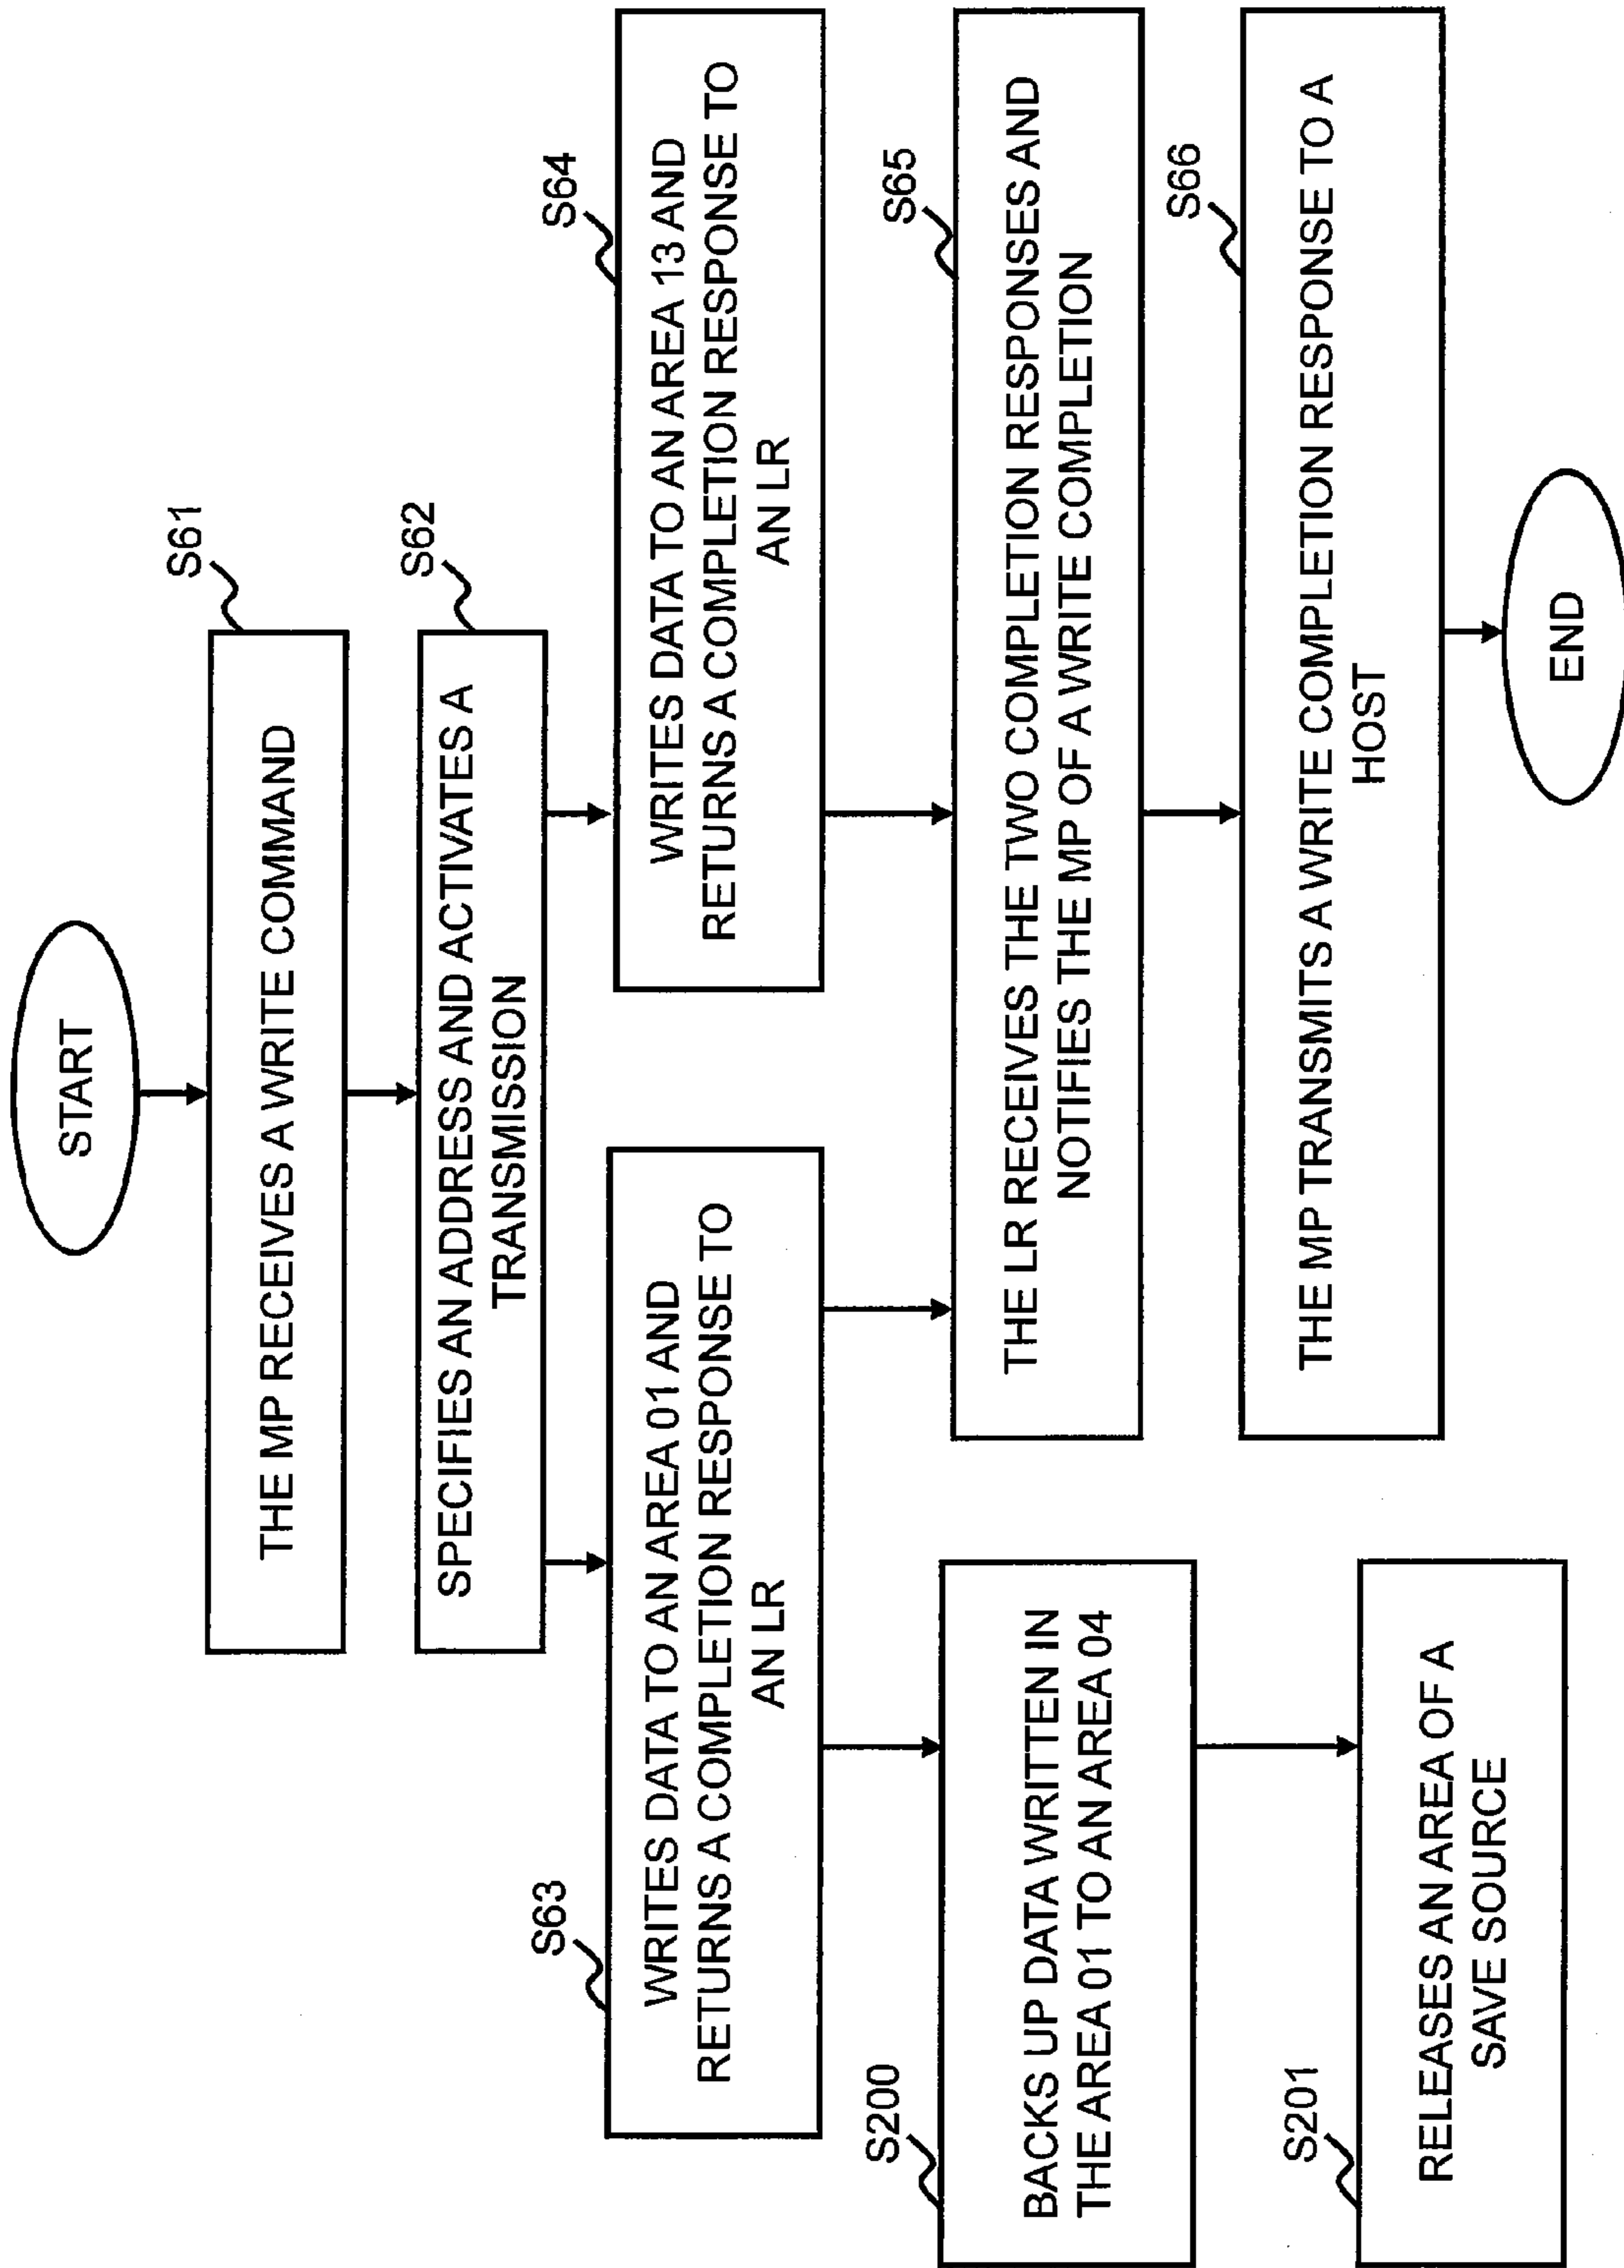 START
S61
THE MP RECEIVES A WRITE COMMAND
S62
SPECIFIES AN ADDRESS AND ACTIVATES A
TRANSMISSION
S63
WRITES DATA TO AN AREA 01 AND
RETURNS A COMPLETION RESPONSE TO
AN LR
S64
WRITES DATA TO AN AREA 13 AND
RETURNS A COMPLETION RESPONSE TO
AN LR
S200
BACKS UP DATA WRITTEN IN
THE AREA 01 TO AN AREA 04
S65
THE LR RECEIVES THE TWO COMPLETION RESPONSES AND
NOTIFIES THE MP OF A WRITE COMPLETION
S201
RELEASES AN AREA OF A
SAVE SOURCE
S66
THE MP TRANSMITS A WRITE COMPLETION RESPONSE TO A
HOST
END